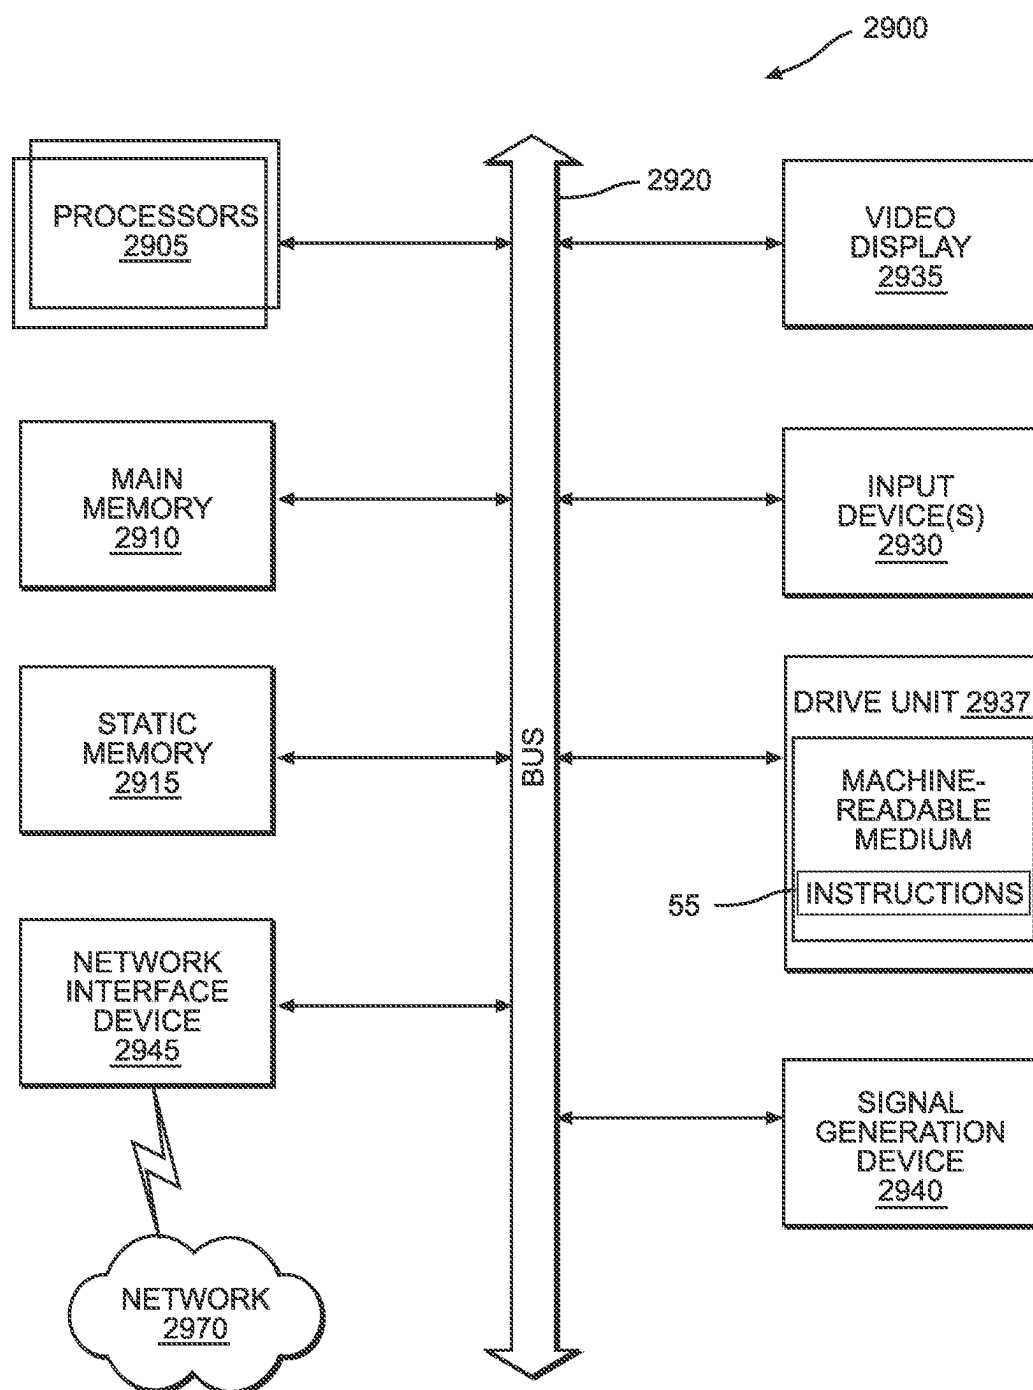 2900
PROCESSORS
2905
2920
VIDEO
DISPLAY
2935
MAIN
MEMORY
2910
INPUT
DEVICE(S)
2930
STATIC
MEMORY
2915
BUS
DRIVE UNIT 2937
MACHINE-
READABLE
MEDIUM
55
INSTRUCTIONS
NETWORK
INTERFACE
DEVICE
2945
SIGNAL
GENERATION
DEVICE
2940
NETWORK
2970